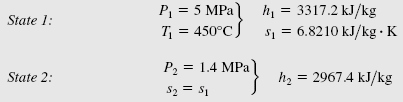 State 1: P₁ = 5 MPa } h₁ = 3317.2 kJ/kg
T₁ = 450°C } s₁ = 6.8210 kJ/kg · K
State 2: P₂ = 1.4 MPa } h₂ = 2967.4 kJ/kg
s₂ = s₁